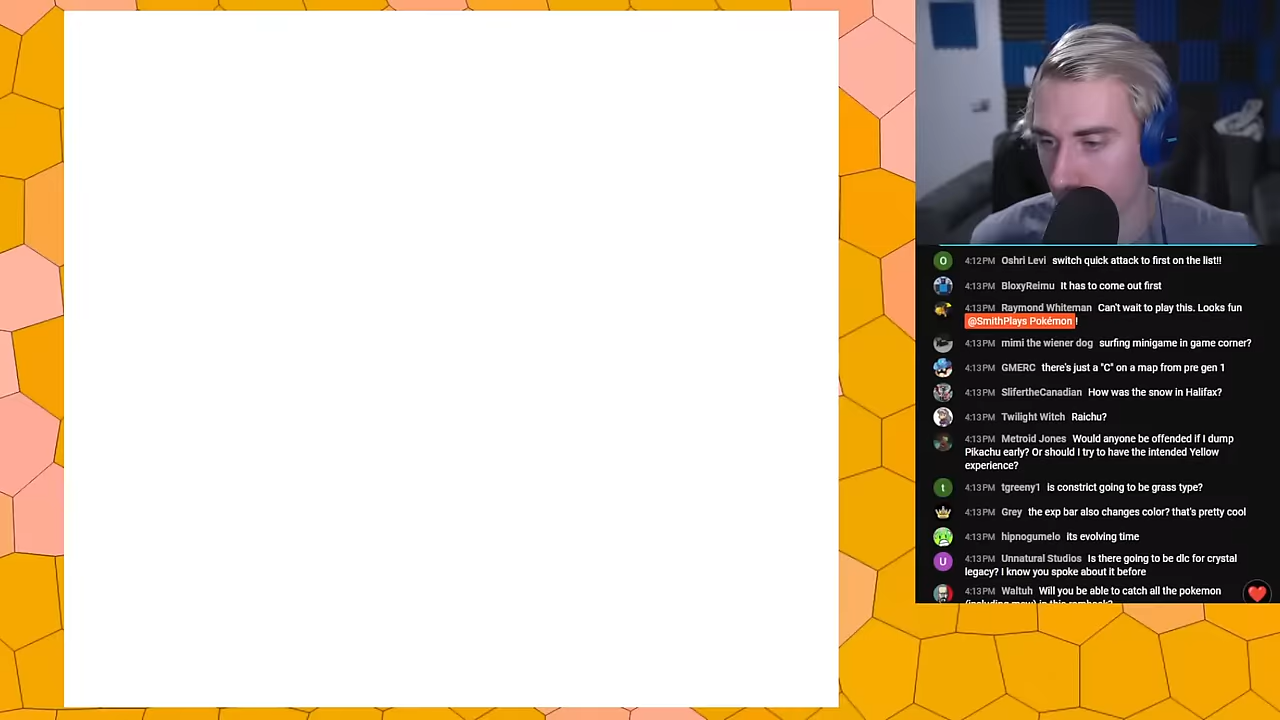 O 4:12PM Oshri Levi switch quick attack to first on the list!!
4:13PM BloxyReimu It has to come out first
4:13PM Raymond Whiteman Can't wait to play this. Looks fun
@SmithPlays Pokémon !
4:13PM mimi the wiener dog surfing minigame in game corner?
4:13PM GMERC there's just a "C" on a map from pre gen 1
4:13PM SlifertheCanadian How was the snow in Halifax?
4:13PM Twilight Witch Raichu?
4:13PM Metroid Jones Would anyone be offended if I dump
Pikachu early? Or should I try to have the intended Yellow
experience?
t 4:13PM tgreeny1 is constrict going to be grass type?
4:13PM Grey the exp bar also changes color? that's pretty cool
4:13PM hipnogumelo its evolving time
U 4:13PM Unnatural Studios Is there going to be dlc for crystal
legacy? I know you spoke about it before
4:13PM Waltuh Will you be able to catch all the pokemon
(including mew) in this romhack?